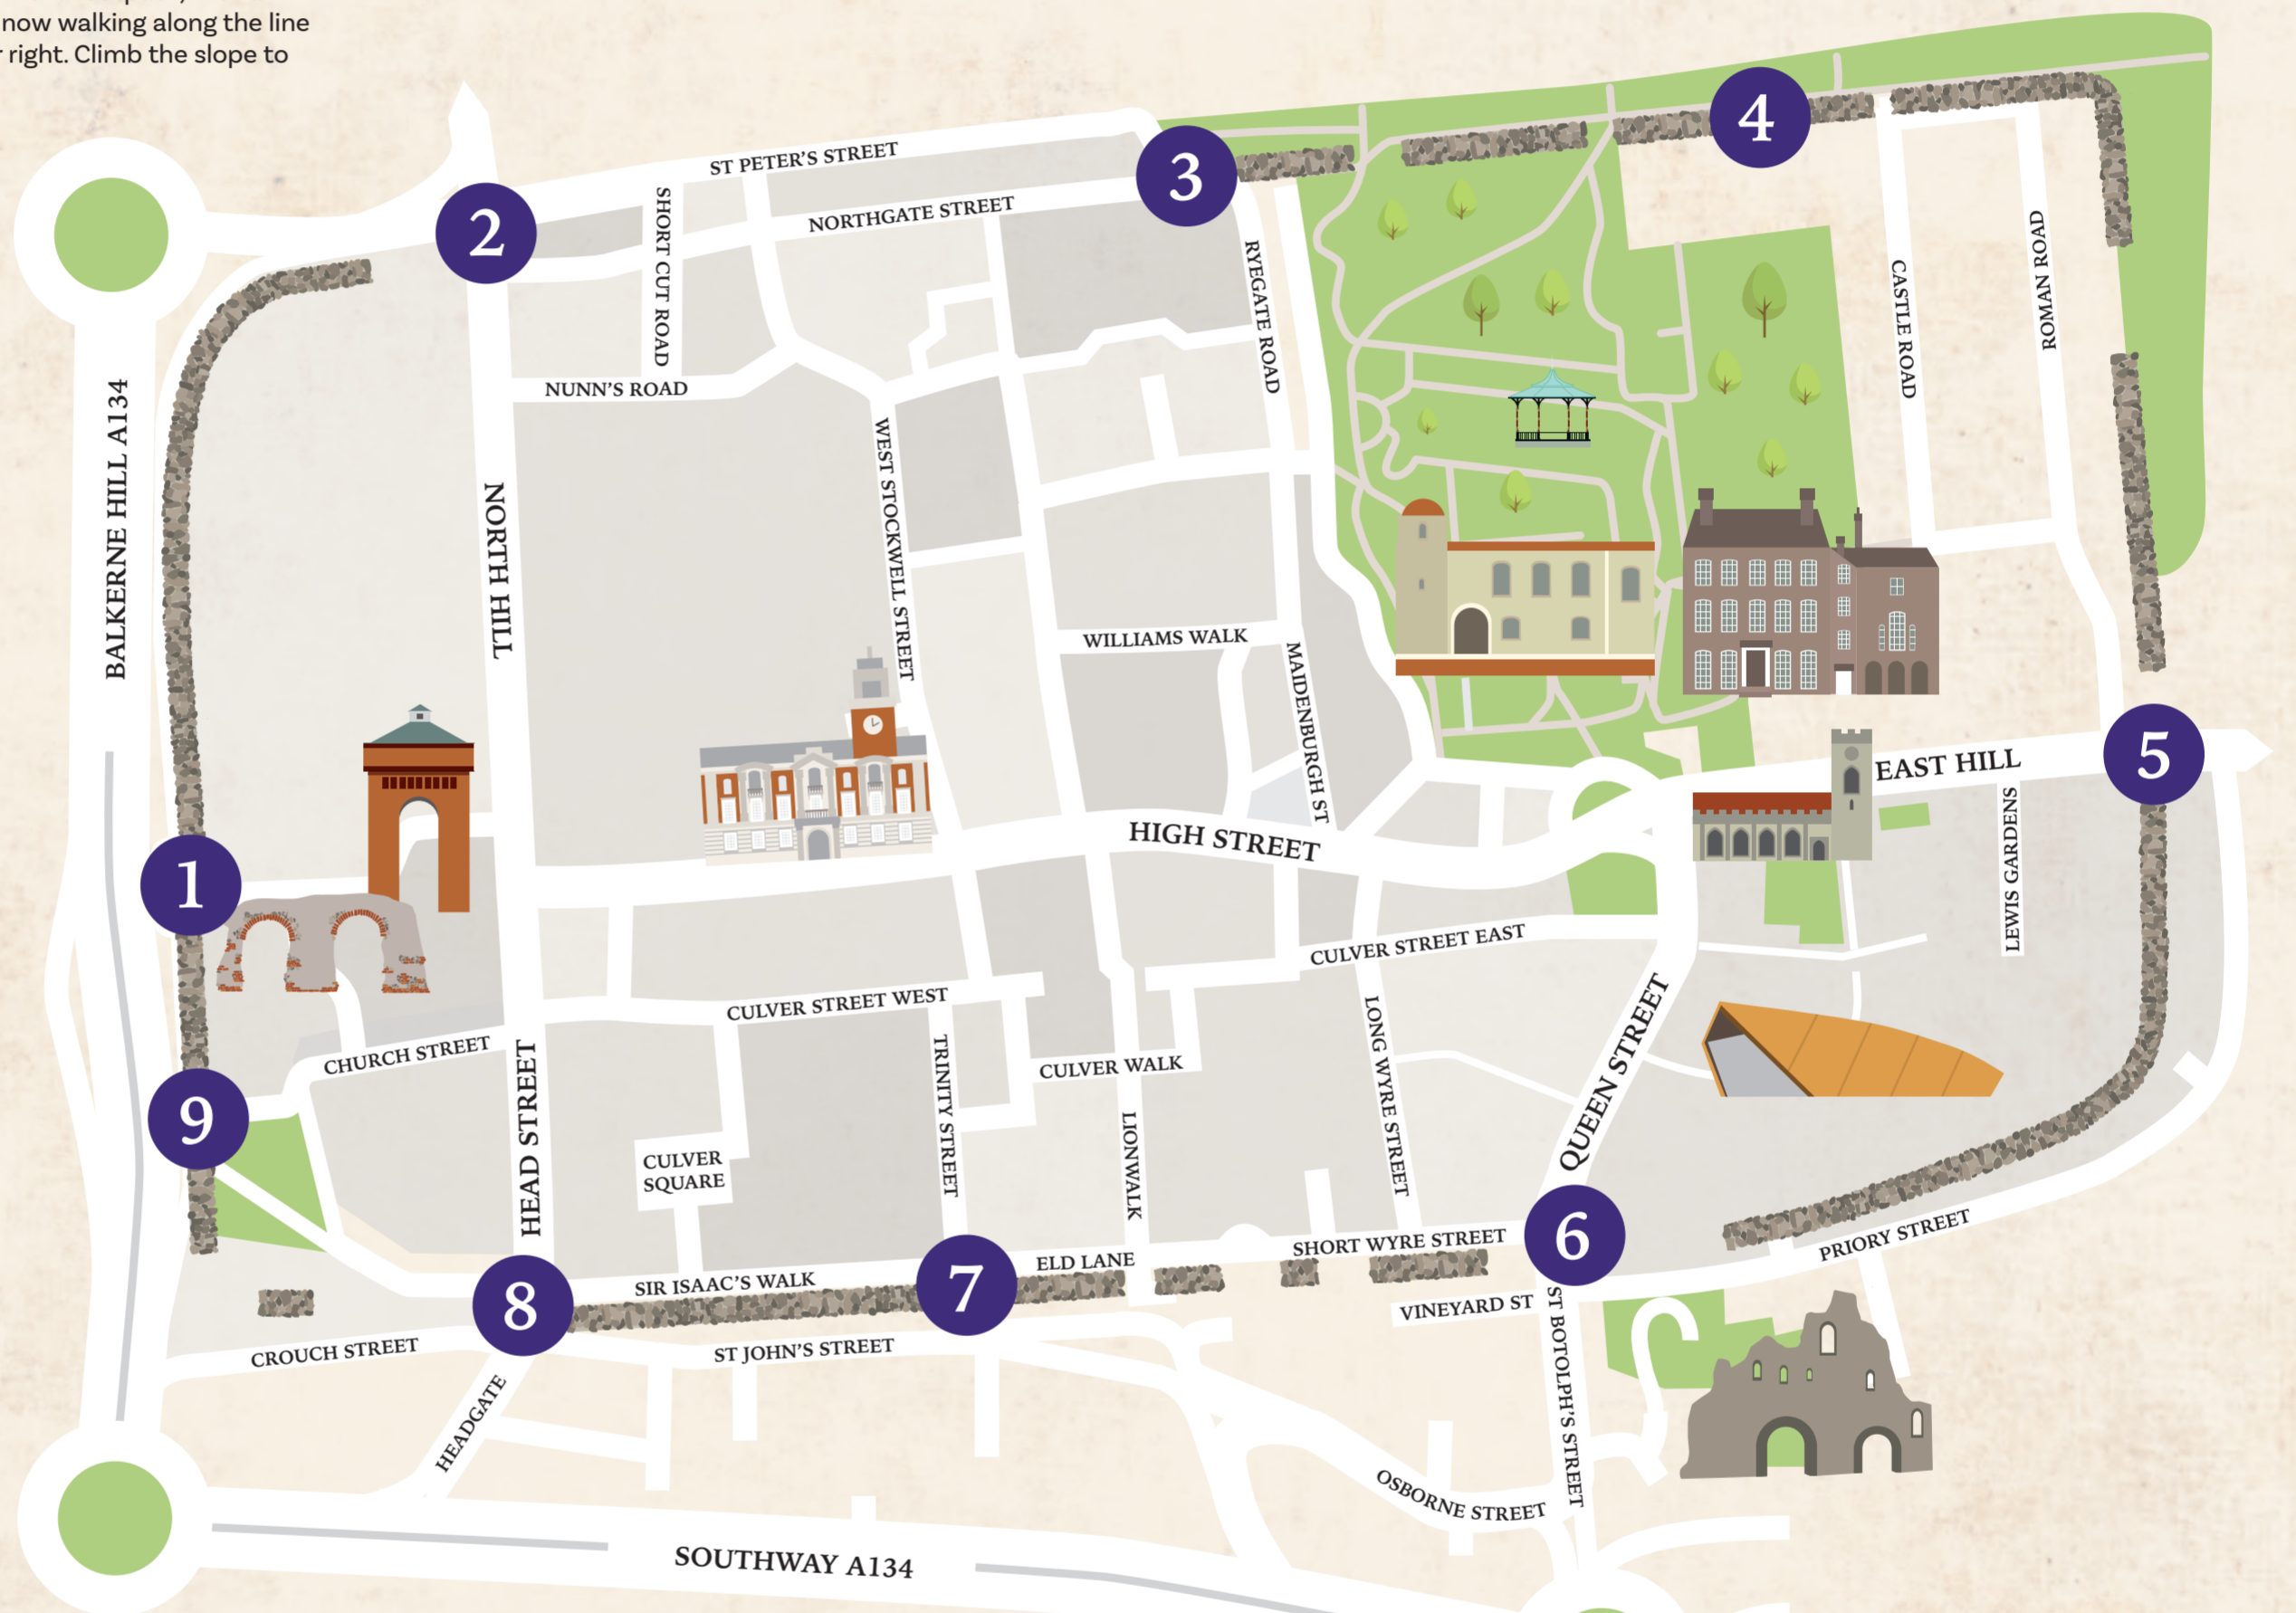 now walking along the line
right. Climb the slope to
4
ST PETER'S STREET
3
2
SHORT CUT ROAD
NORTHGATE STREET
RYEGATE ROAD
CASTLE ROAD
ROMAN ROAD
BALKERNE HILL A134
NUNN'S ROAD
WEST STOCKWELL STREET
NORTH HILL
WILLIAMS WALK
MAIDENBURGH ST
5
EAST HILL
HIGH STREET
1
LEWIS GARDENS
CULVER STREET EAST
CULVER STREET WEST
CHURCH STREET
HEAD STREET
TRINITY STREET
CULVER WALK
LONG WYRE STREET
QUEEN STREET
9
LIONWALK
CULVER
SQUARE
6
SHORT WYRE STREET
PRIORY STREET
ELD LANE
7
SIR ISAAC'S WALK
8
VINEYARD ST
CROUCH STREET
ST JOHN'S STREET
ST BOTOLPH'S STREET
HEADGATE
OSBORNE STREET
SOUTHWAY A134